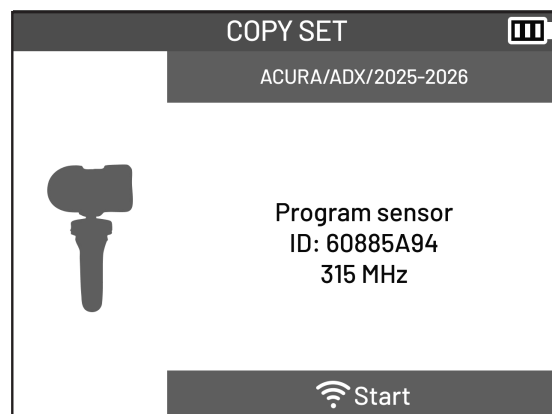 COPY SET
ACURA/ADX/2025-2026
Program sensor
ID: 60885A94
315 MHz
Start